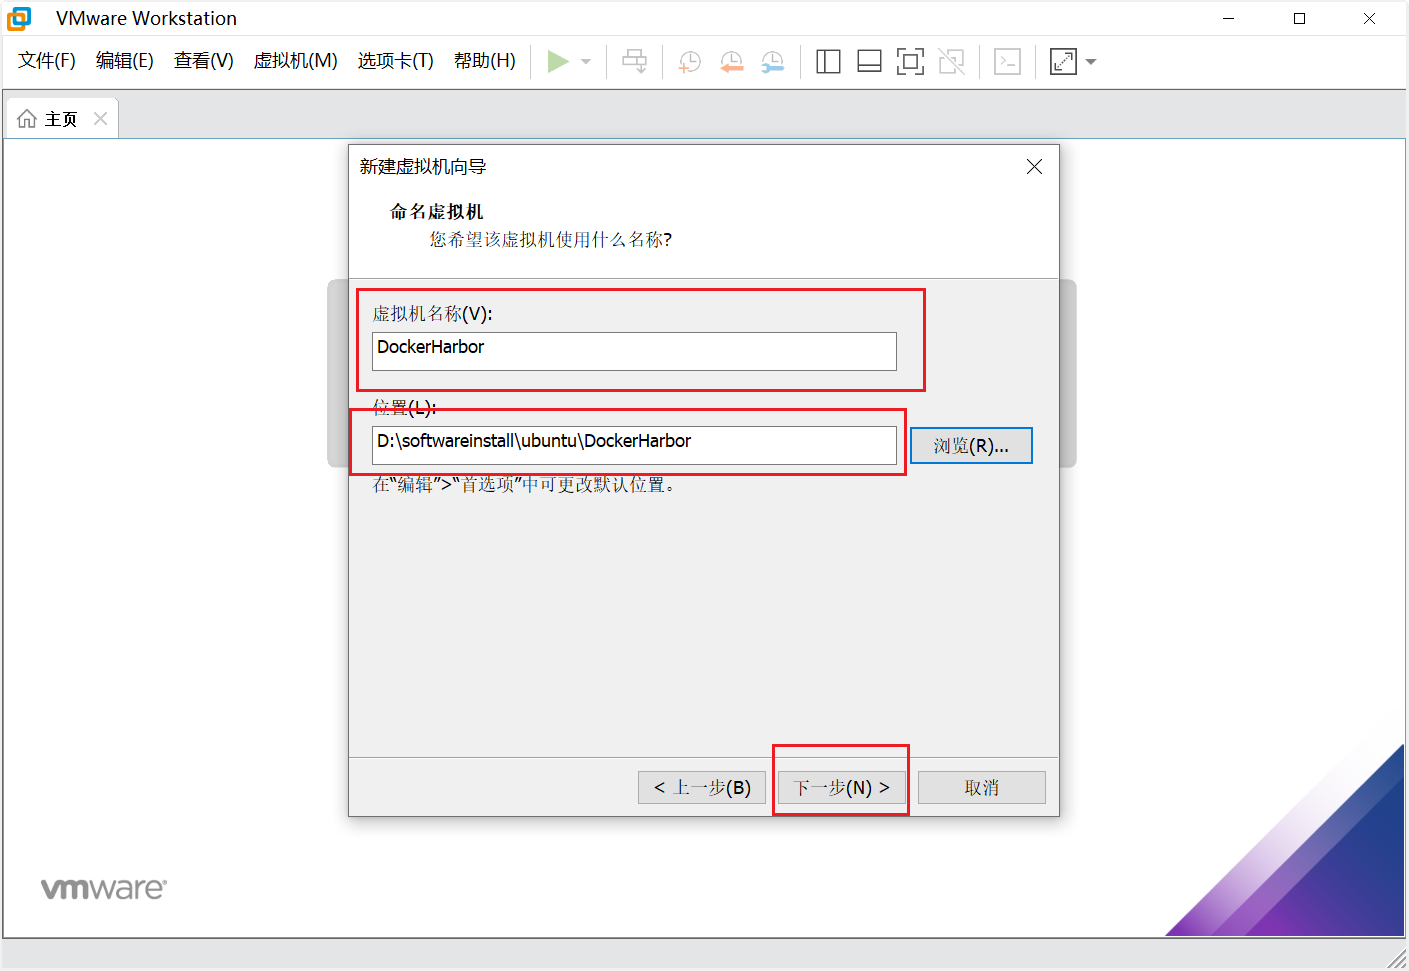 VMware Workstation
文件(F) 编辑(E) 查看(V) 虚拟机(M) 选项卡(T) 帮助(H)
主页
新建虚拟机向导
命名虚拟机
您希望该虚拟机使用什么名称?
虚拟机名称(V):
DockerHarbor
位置(L):
D:\softwareinstall\ubuntu\DockerHarbor
浏览(R)...
在“编辑”>“首选项”中可更改默认位置。
< 上一步(B) 下一步(N) > 取消
vmware®